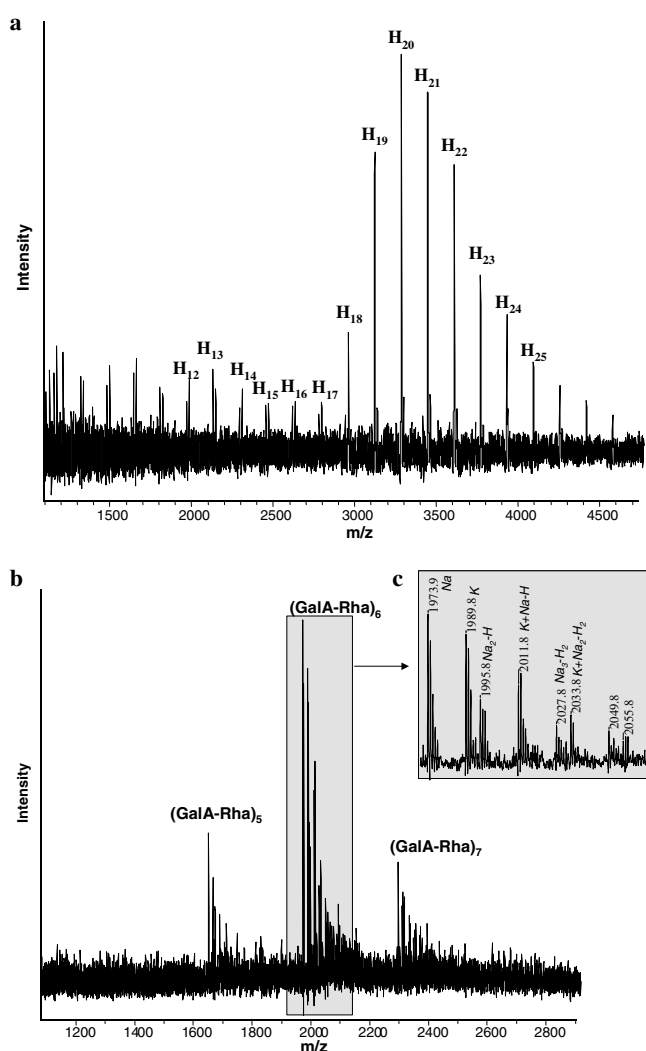 a
H20
H21
H19
H22
H23
H24
H18
H25
H13
H12
H14
H15
H16
H17
Intensity
1500 2000 2500 3000 3500 4000 4500
m/z
b
c
(GalA-Rha)6
1973.9 Na
1989.8 K
1995.8 Na2-H
2011.8 K+Na-H
2027.8 Na3-H2
2033.8 K+Na2-H2
2049.8
2055.8
(GalA-Rha)5
(GalA-Rha)7
Intensity
1200 1400 1600 1800 2000 2200 2400 2600 2800
m/z